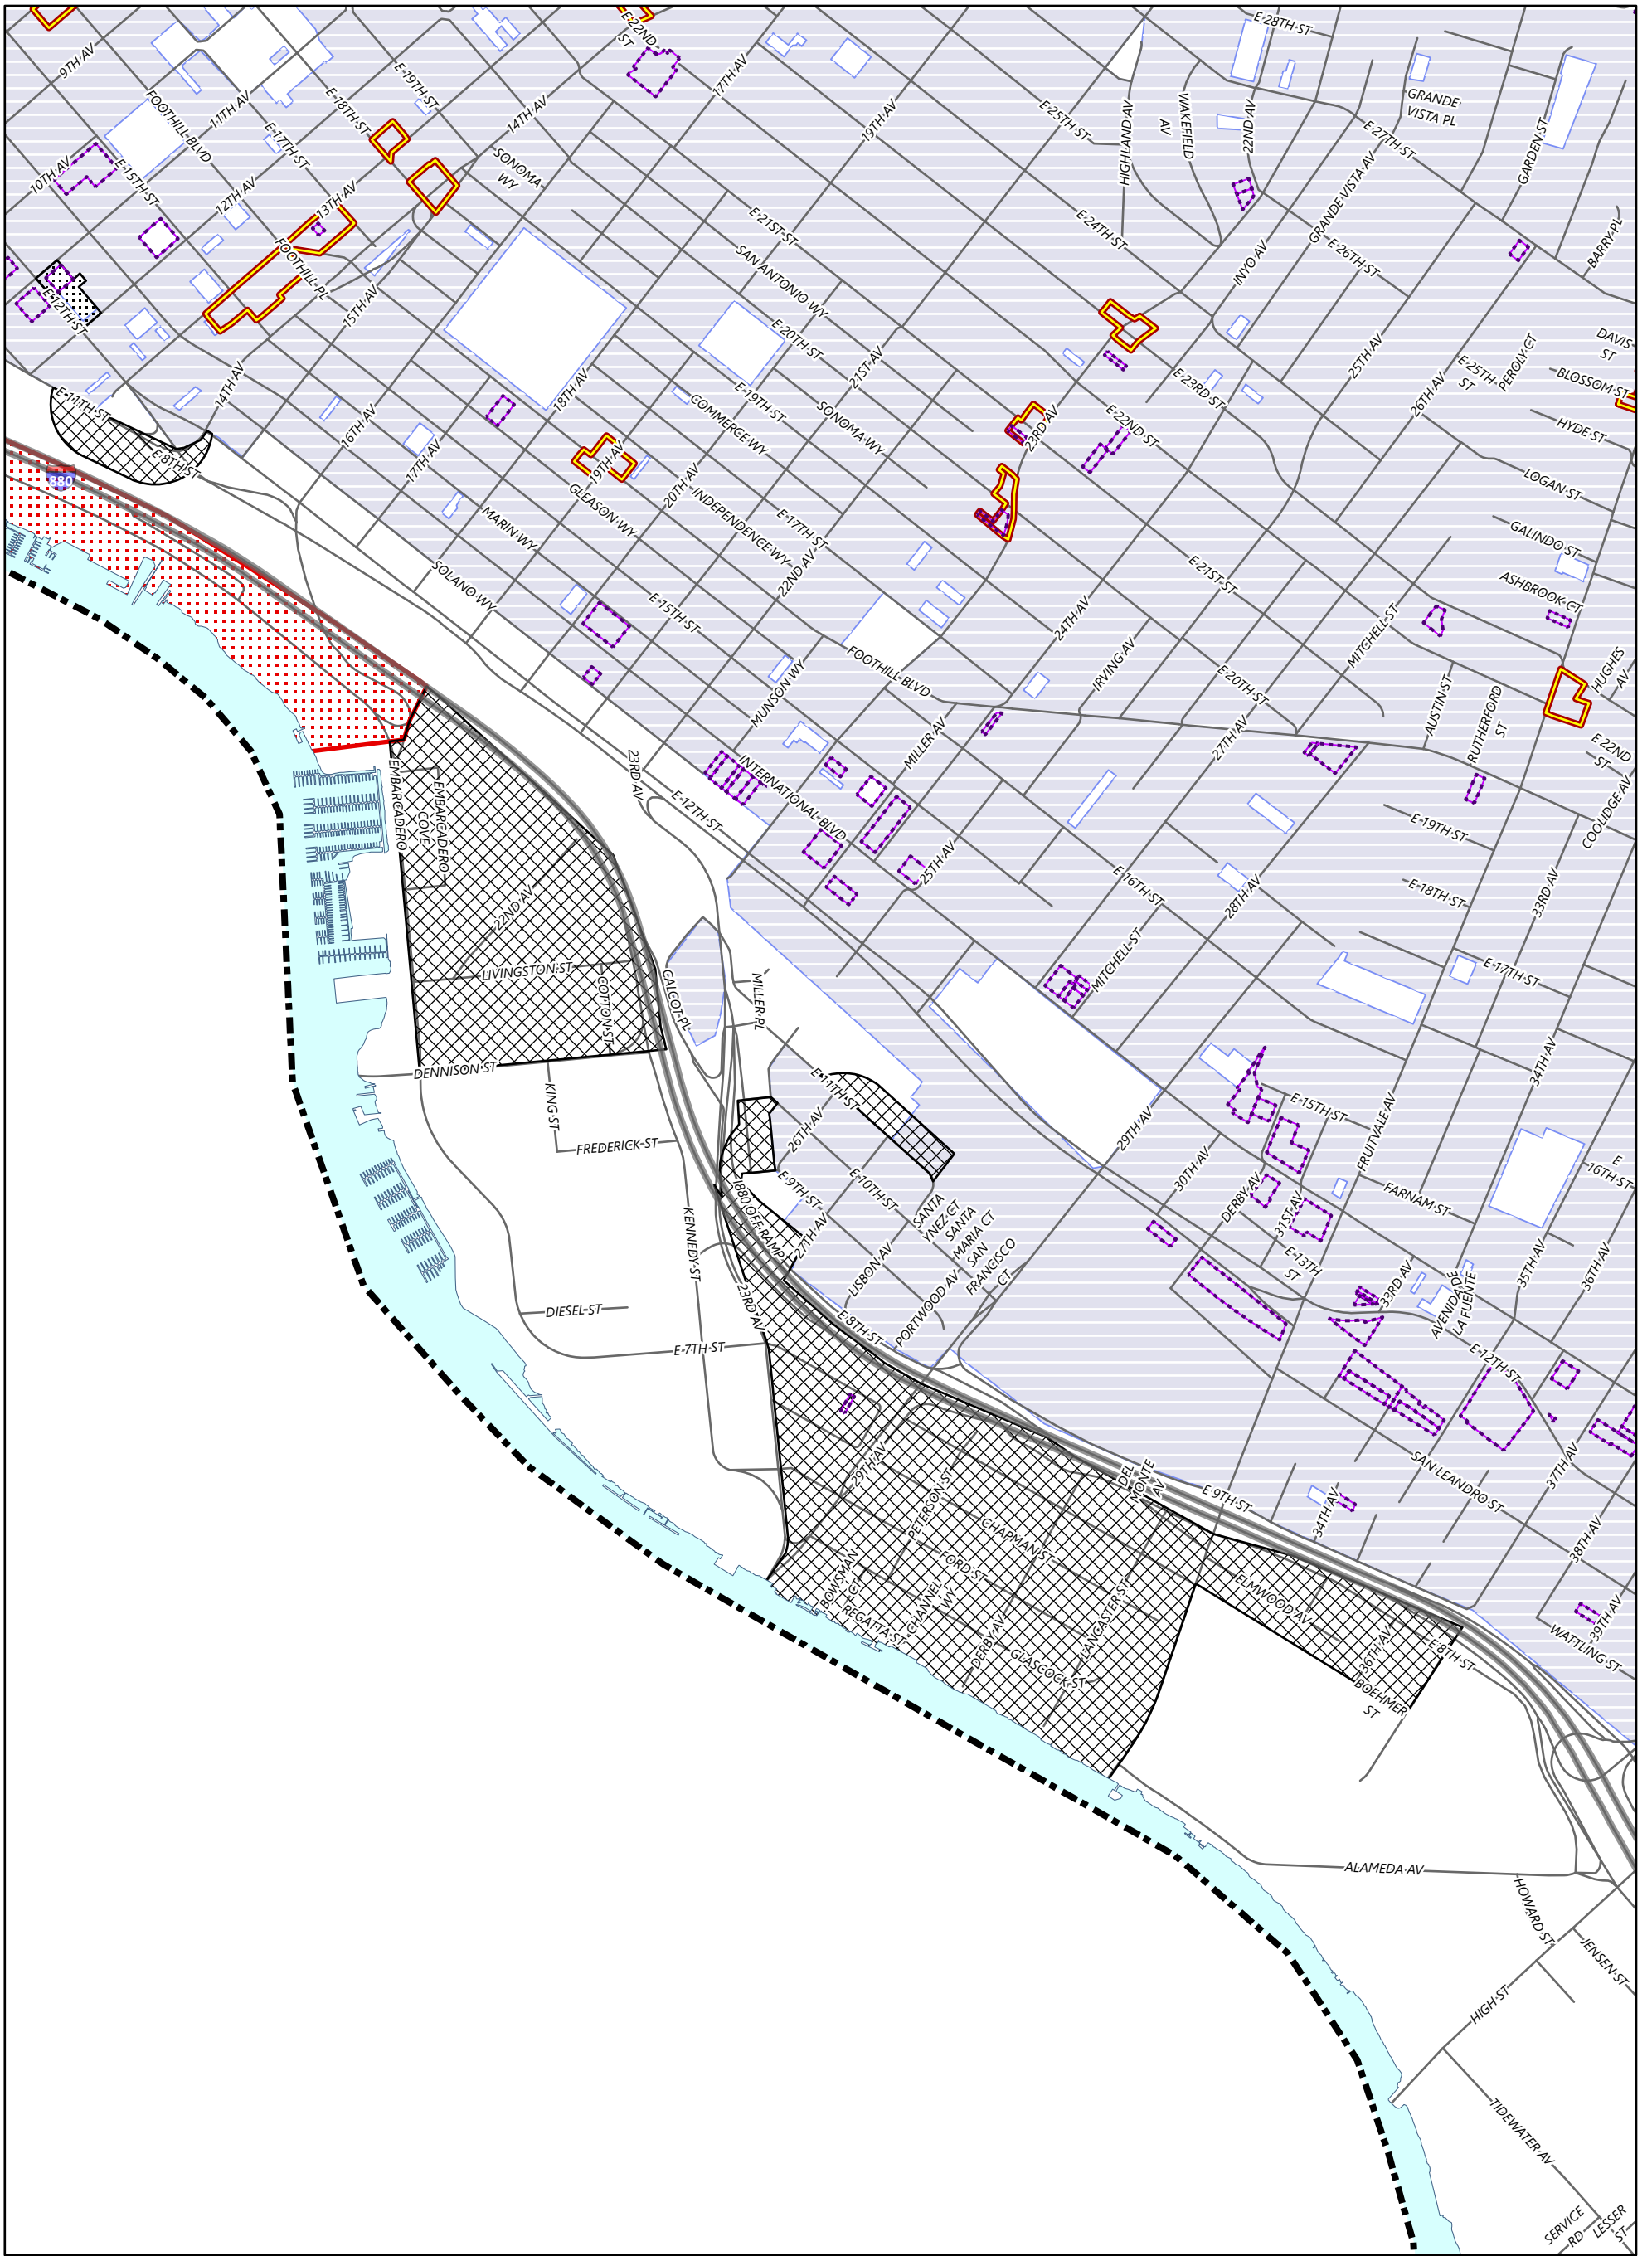 E 22ND
ST
E 28TH ST
9TH AV
E 19TH ST
17TH AV
FOOTHILL BLVD
11TH AV
E 18TH ST
14TH AV
19TH AV
E 25TH ST
HIGHLAND AV
WAKEFIELD
AV
22ND AV
GRANDE
VISTA PL
E 27TH ST
GARDEN ST
E 17TH ST
10TH AV
E 15TH ST
12TH AV
13TH AV
SONOMA
WY
E 21ST ST
E 24TH ST
GRANDE VISTA AV
E 26TH ST
INYO AV
BARRY PL
FOOTHILL PL
SAN ANTONIO WY
E 12TH ST
15TH AV
E 20TH ST
21ST AV
25TH AV
PEROLY CT
DAVIS
ST
E 25TH
ST
BLOSSOM ST
E 11TH ST
14TH AV
18TH AV
E 19TH ST
E 23RD ST
26TH AV
16TH AV
COMMERCE WY
SONOMA WY
23RD AV
E 22ND ST
HYDE ST
E 8TH ST
880
17TH AV
19TH AV
20TH AV
LOGAN ST
GLEASON WY
INDEPENDENCE WY
E 17TH ST
GALINDO ST
MARIN WY
22ND AV
E 21ST ST
ASHBROOK CT
SOLANO WY
E 15TH ST
24TH AV
MITCHELL ST
FOOTHILL BLVD
IRVING AV
HUGHES
AV
MUNSON WY
E 20TH ST
AUSTIN ST
RUTHERFORD
ST
27TH AV
MILLER AV
E 22ND
ST
23RD AV
INTERNATIONAL BLVD
EMBARCADERO
EMBARCADERO
COVE
E 12TH ST
E 19TH ST
COOLIDGE AV
25TH AV
E 16TH ST
28TH AV
E 18TH ST
33RD AV
22ND AV
LIVINGSTON ST
COTTON ST
CALCOT PL
MILLER PL
MITCHELL ST
E 17TH ST
DENNISON ST
KING ST
E 11TH ST
34TH AV
FREDERICK ST
26TH AV
29TH AV
E 15TH ST
FRUITVALE AV
E 9TH ST
E 10TH ST
30TH AV
E
16TH ST
I880 OFF RAMP
KENNEDY ST
27TH AV
SANTA
YNEZ CT
SANTA
MARIA CT
SAN
FRANCISCO
CT
DERBY AV
31ST AV
FARNAM ST
35TH AV
36TH AV
LISBON AV
E 13TH
ST
33RD AV
AVENIDA DE
LA FUENTE
DIESEL ST
23RD AV
E 8TH ST
PORTWOOD AV
E 7TH ST
E 12TH ST
29TH AV
DEL
MONTE
AV
E 9TH ST
SAN LEANDRO ST
37TH AV
PETERSON ST
CHAPMAN ST
34TH AV
38TH AV
FORD ST
BOWSMAN
CT
CHANNEL
WY
REGATTA ST
LANCASTER ST
ELMWOOD AV
39TH AV
WATTLING ST
DERBY AV
GLASCOCK ST
36TH AV
E 8TH ST
BOEHMER
ST
ALAMEDA AV
HOWARD ST
JENSEN ST
HIGH ST
TIDEWATER AV
SERVICE
RD
LESSER
ST